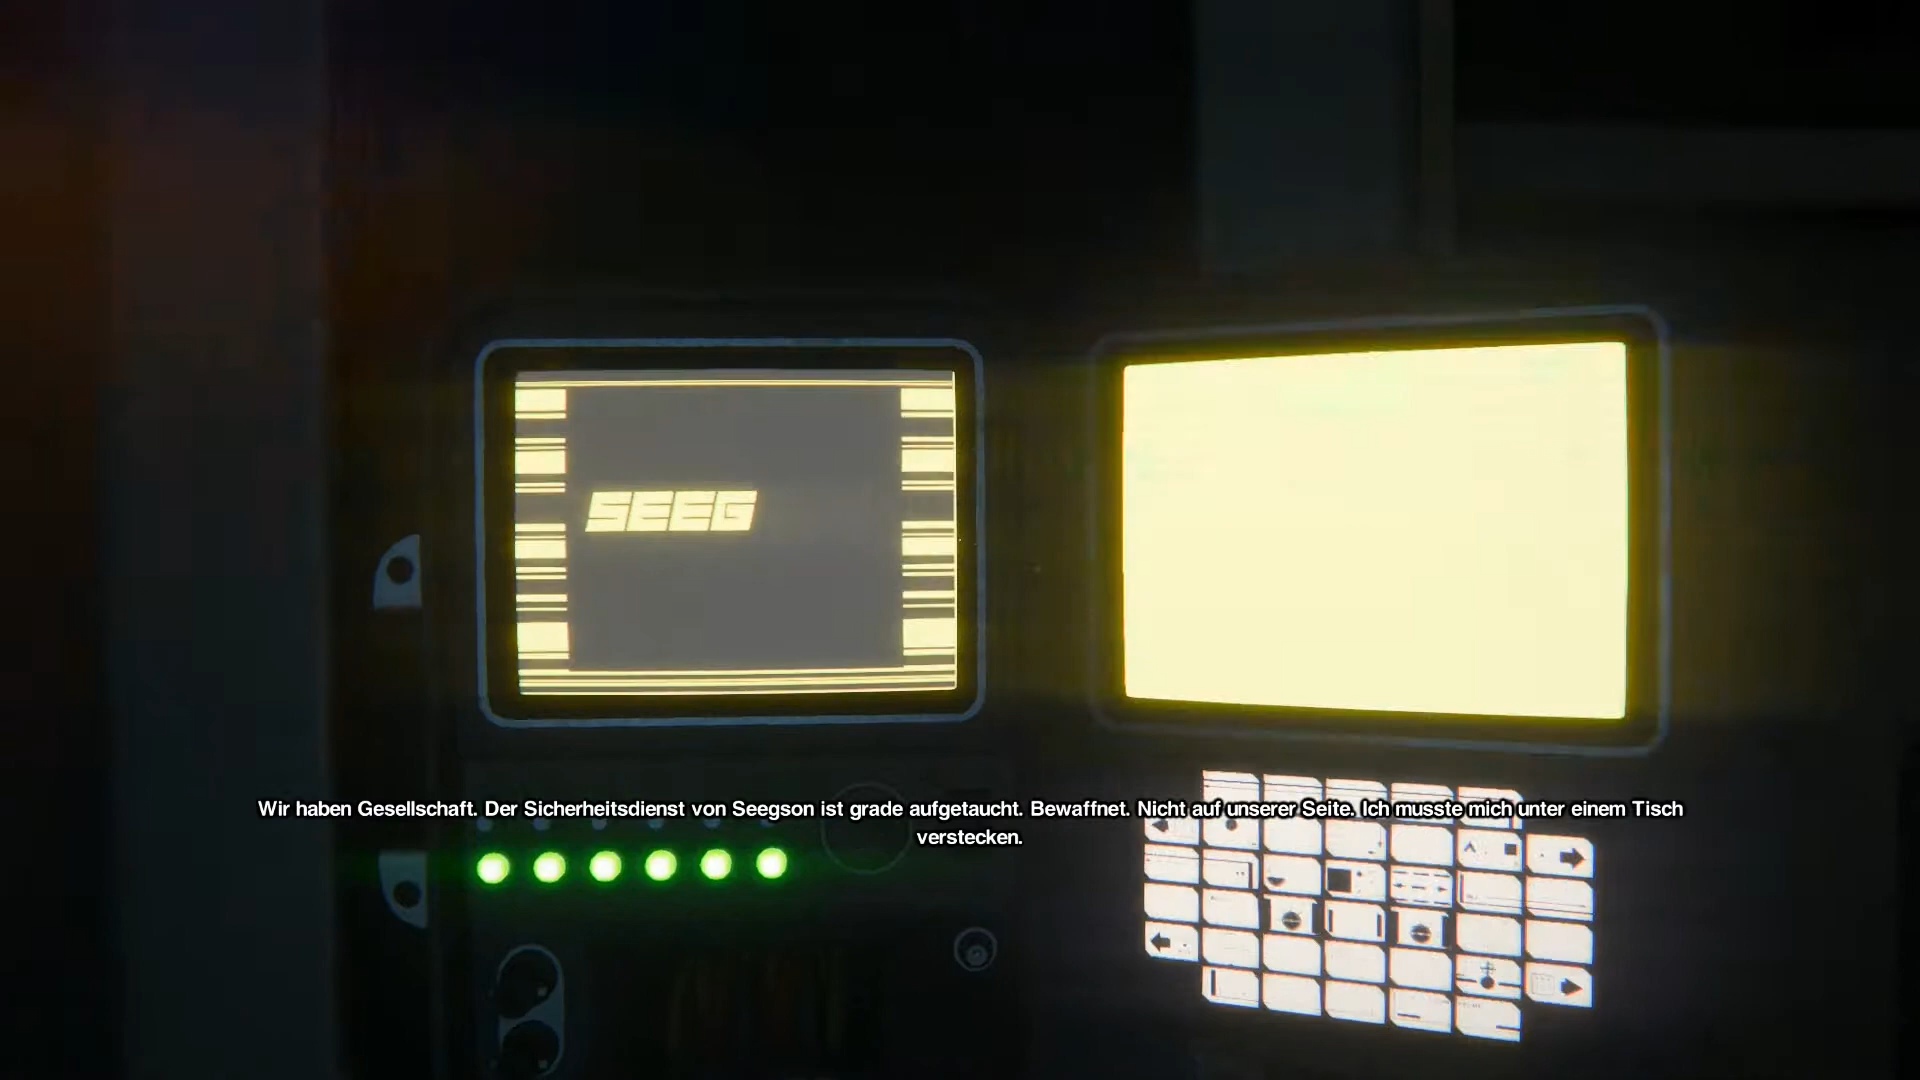 SEEG
Wir haben Gesellschaft. Der Sicherheitsdienst von Seegson ist grade aufgetaucht. Bewaffnet. Nicht auf unserer Seite. Ich musste mich unter einem Tisch
verstecken.